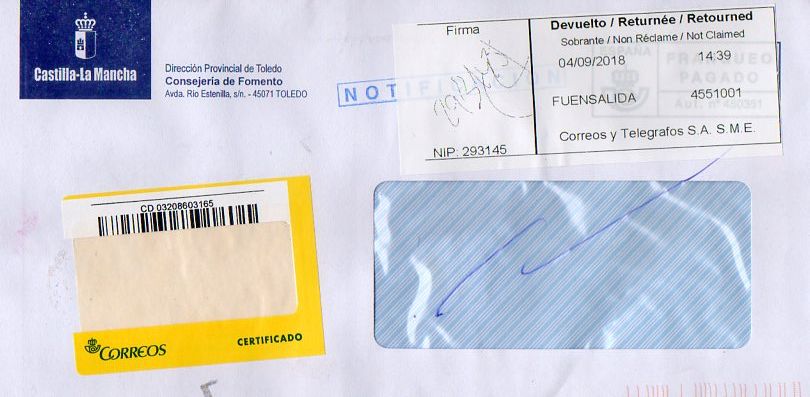 Castilla-La Mancha
Dirección Provincial de Toledo
Consejería de Fomento
Avda. Río Estenilla, s/n. - 45071 TOLEDO
NOTIFICACIÓN
Firma
NIP: 293145
Devuelto / Returnée / Retourned
Sobrante / Non Réclame / Not Claimed
04/09/2018 14:39
FUENSALIDA 4551001
Correos y Telegrafos S.A. S.M.E.
ESPAÑA
FRANQUEO
PAGADO
CD 03208603165
CORREOS
CERTIFICADO